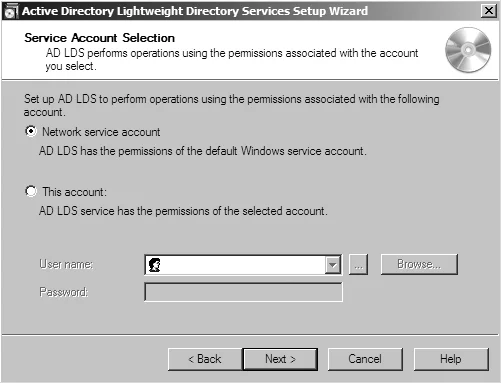 Active Directory Lightweight Directory Services Setup Wizard
Service Account Selection
AD LDS performs operations using the permissions associated with the account
you select.
Set up AD LDS to perform operations using the permissions associated with the following
account.
Network service account
AD LDS has the permissions of the default Windows service account.
This account:
AD LDS service has the permissions of the selected account.
User name:
... Browse...
Password:
< Back Next > Cancel Help